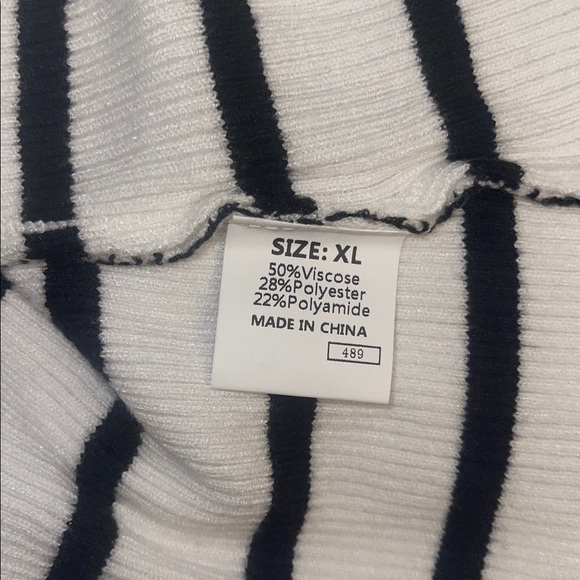 SIZE: XL
50%Viscose
28%Polyester
22%Polyamide
MADE IN CHINA
489